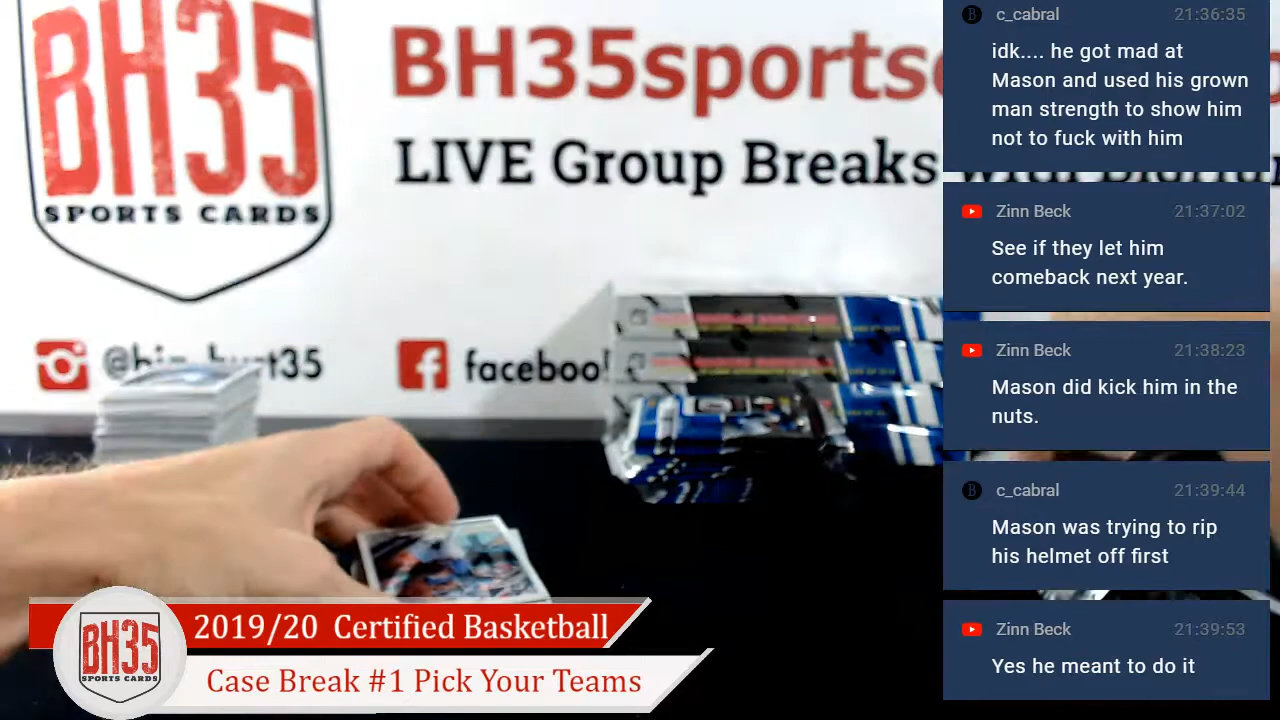 BH35
SPORTS CARDS
BH35sports
LIVE Group Breaks with
faceboo
2019/20 Certified Basketball
Case Break #1 Pick Your Teams
BH35
SPORTS CARDS
c_cabral 21:36:35
idk.... he got mad at
Mason and used his grown
man strength to show him
not to fuck with him
Zinn Beck 21:37:02
See if they let him
comeback next year.
Zinn Beck 21:38:23
Mason did kick him in the
nuts.
c_cabral 21:39:44
Mason was trying to rip
his helmet off first
Zinn Beck 21:39:53
Yes he meant to do it